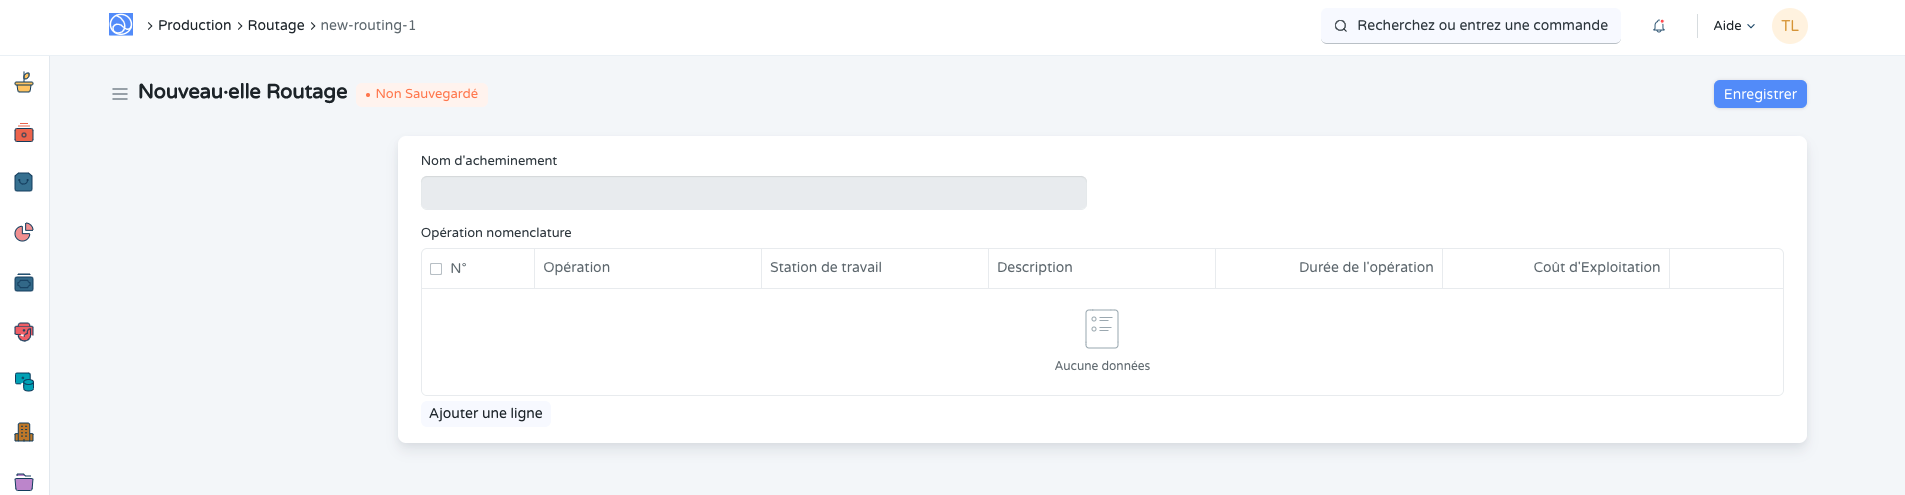 Production > Routage > new-routing-1
Recherchez ou entrez une commande
Aide
TL
Nouveau·elle Routage
• Non Sauvegardé
Enregistrer
Nom d'acheminement
Opération nomenclature
N° Opération Station de travail Description Durée de l'opération Coût d'Exploitation
Aucune données
Ajouter une ligne